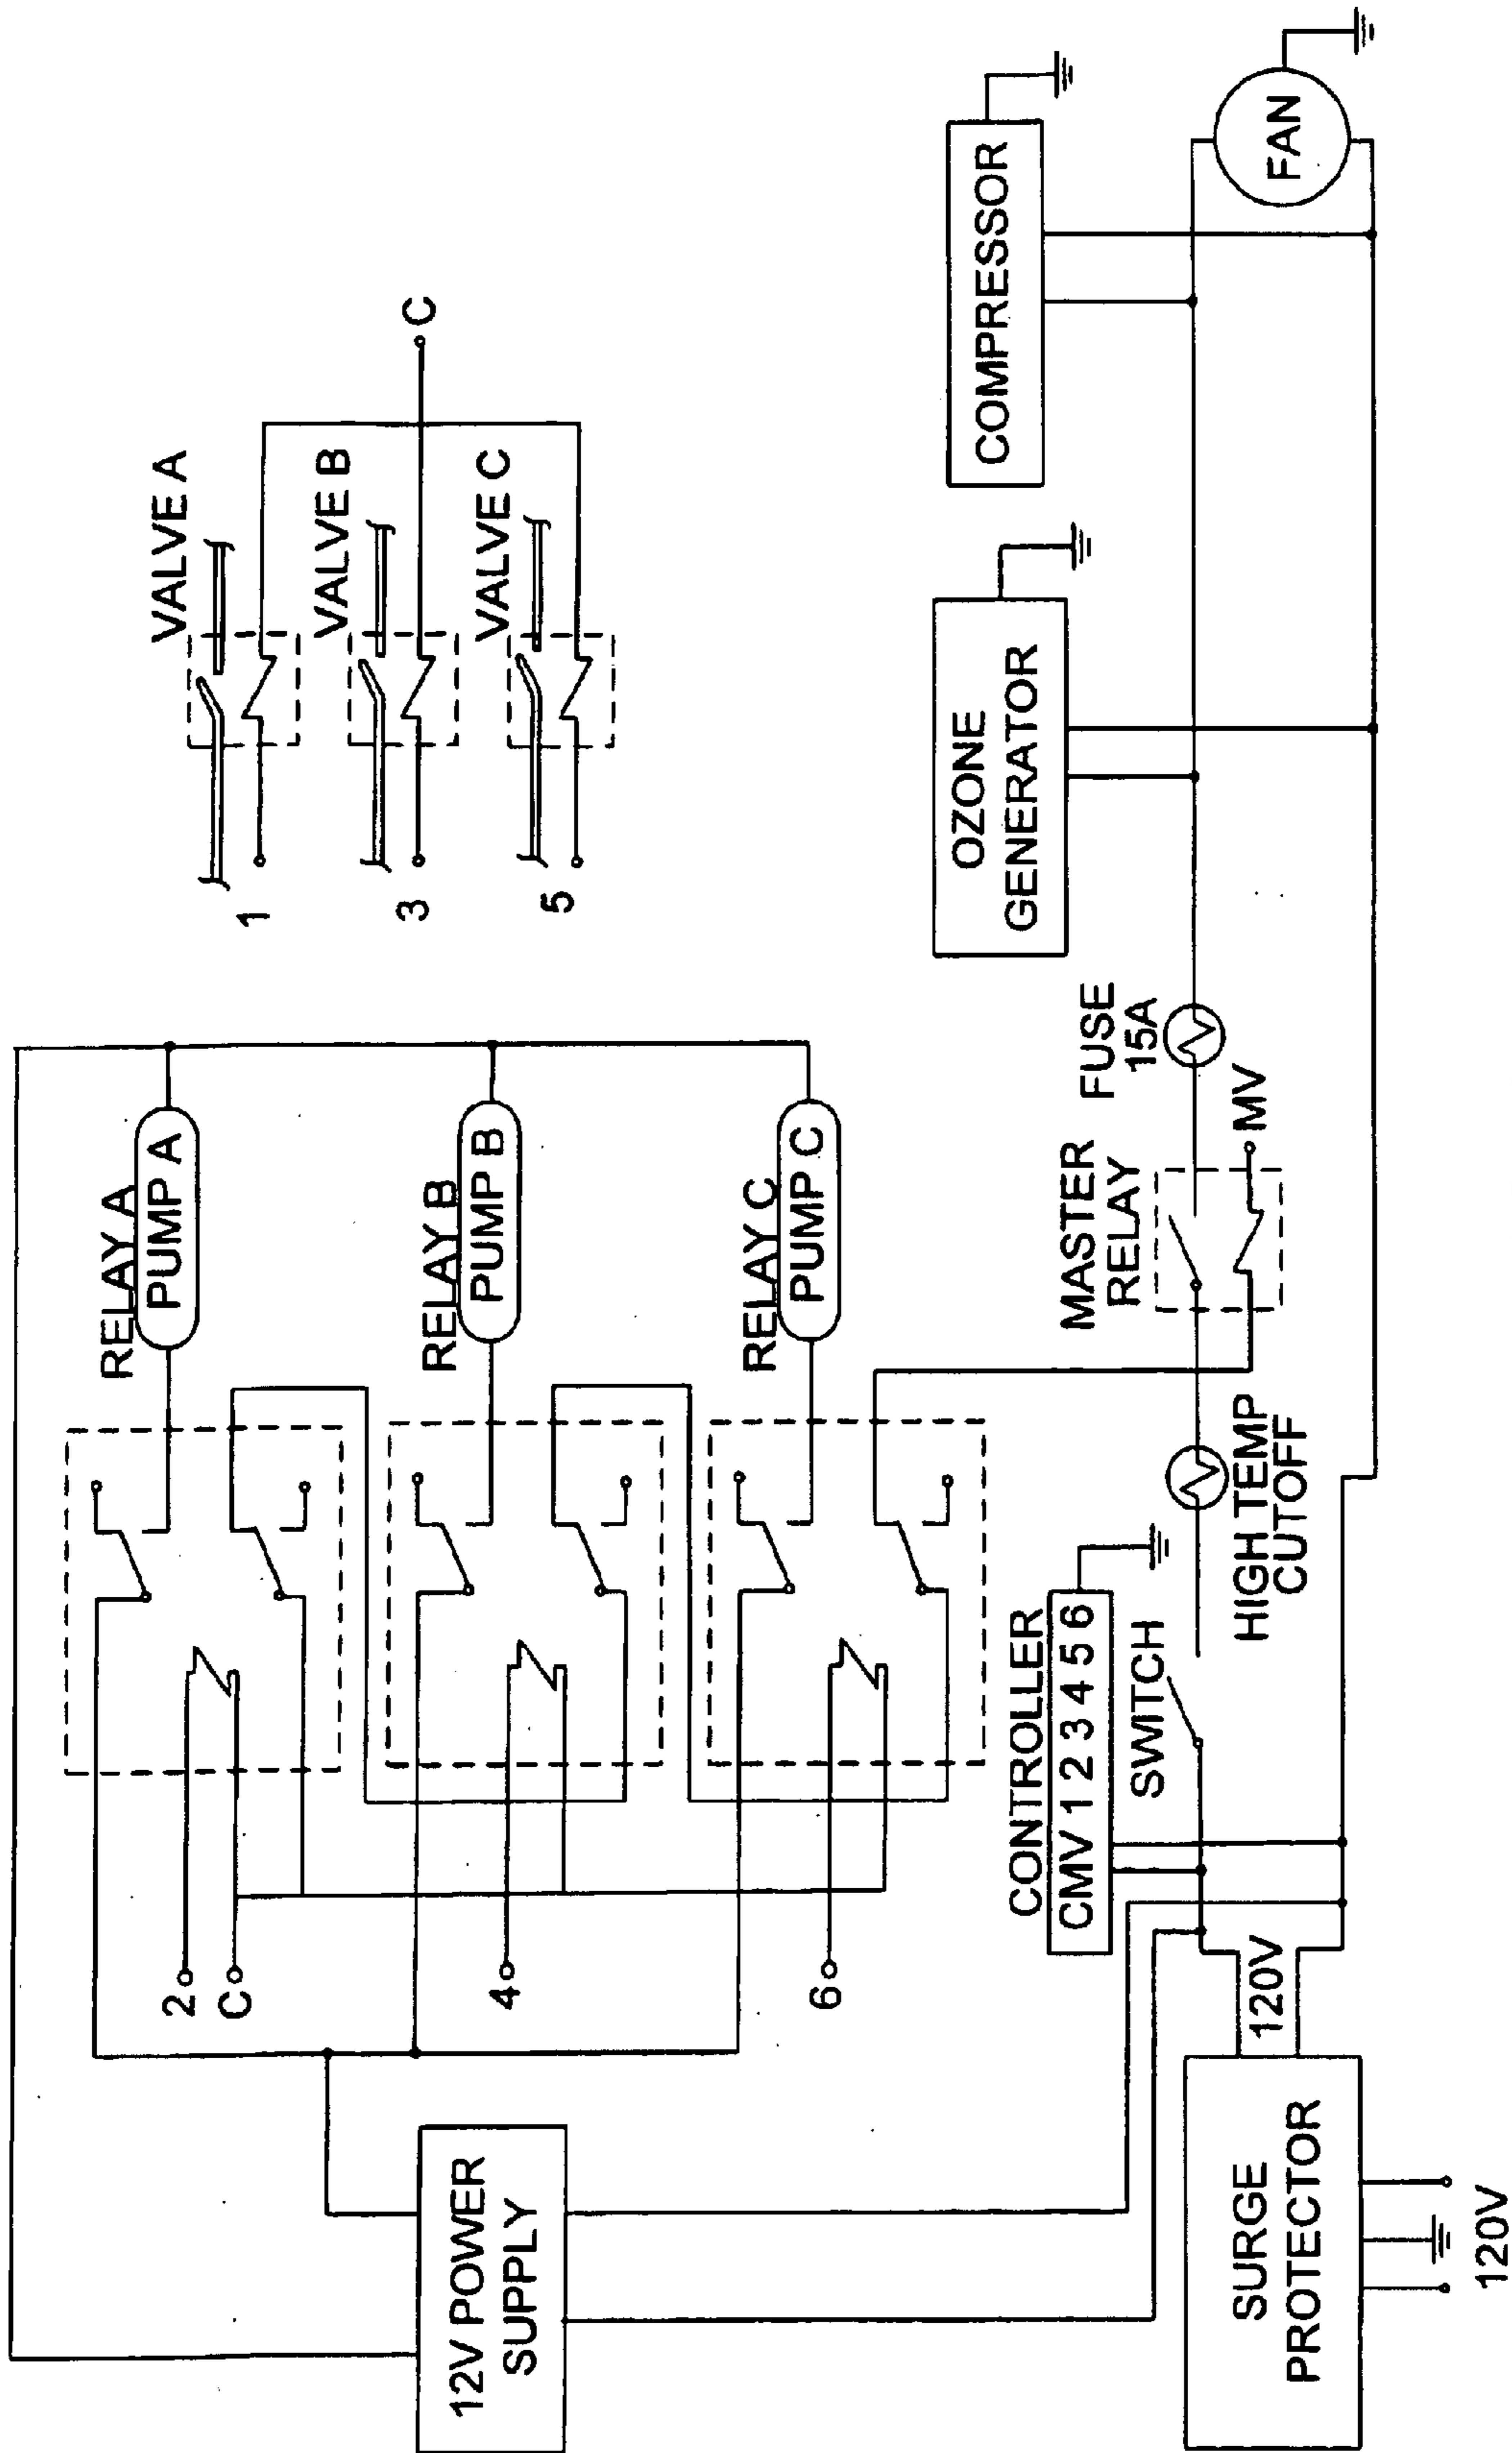 RELAY A
PUMP A
2
C
RELAY B
PUMP B
4
RELAY C
PUMP C
6
VALVE A
1
VALVE B
3
C
VALVE C
5
12V POWER
SUPPLY
CONTROLLER
CMV 1 2 3 4 5 6
SWITCH
HIGH TEMP
CUTOFF
MASTER
RELAY
MV
FUSE
15A
OZONE
GENERATOR
COMPRESSOR
FAN
SURGE
PROTECTOR
120V
120V